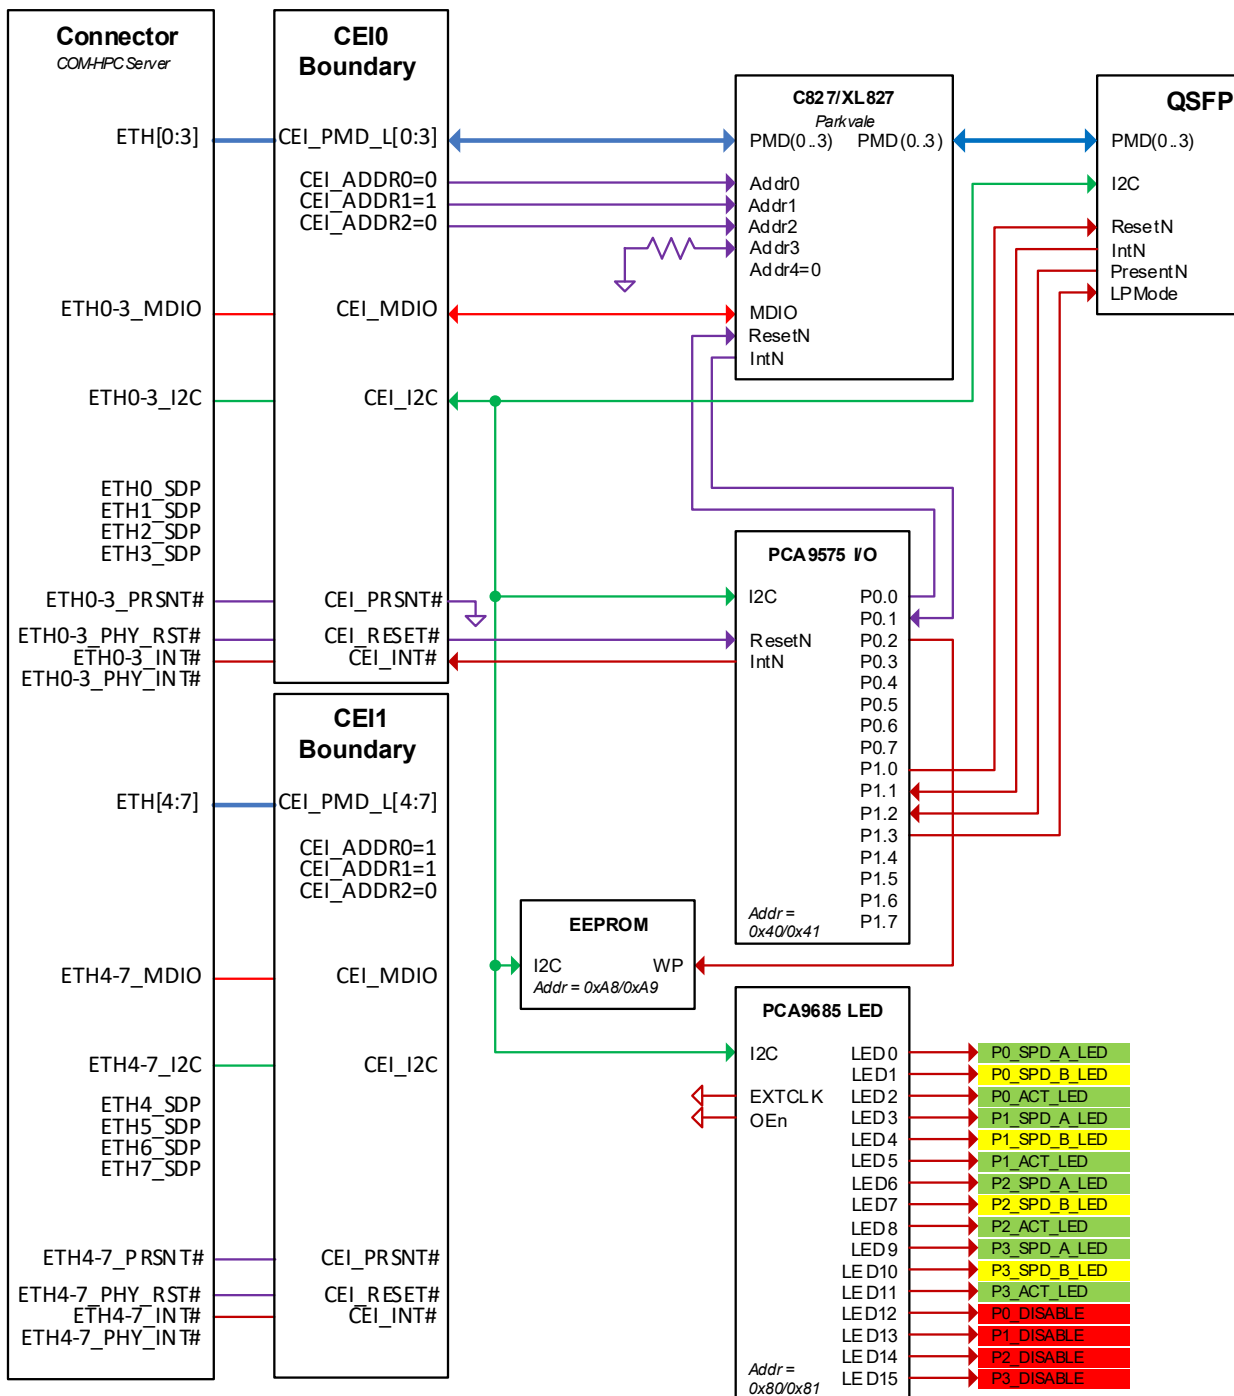 Connector
COM-HPC Server
ETH[0:3]
ETH0-3_MDIO
ETH0-3_I2C
ETH0_SDP
ETH1_SDP
ETH2_SDP
ETH3_SDP
ETH0-3_PRSNT#
ETH0-3_PHY_RST#
ETH0-3_INT#
ETH0-3_PHY_INT#
ETH[4:7]
ETH4-7_MDIO
ETH4-7_I2C
ETH4_SDP
ETH5_SDP
ETH6_SDP
ETH7_SDP
ETH4-7_PRSNT#
ETH4-7_PHY_RST#
ETH4-7_INT#
ETH4-7_PHY_INT#
CEI0
Boundary
CEI_PMD_L[0:3]
CEI_ADDR0=0
CEI_ADDR1=1
CEI_ADDR2=0
CEI_MDIO
CEI_I2C
CEI_PRSNT#
CEI_RESET#
CEI_INT#
CEI1
Boundary
CEI_PMD_L[4:7]
CEI_ADDR0=1
CEI_ADDR1=1
CEI_ADDR2=0
CEI_MDIO
CEI_I2C
CEI_PRSNT#
CEI_RESET#
CEI_INT#
C827/XL827
Parkvale
PMD(0..3) PMD(0..3)
Addr0
Addr1
Addr2
Addr3
Addr4=0
MDIO
ResetN
IntN
QSFP
PMD(0..3)
I2C
ResetN
IntN
PresentN
LPMode
PCA9575 I/O
I2C
ResetN
IntN
P0.0
P0.1
P0.2
P0.3
P0.4
P0.5
P0.6
P0.7
P1.0
P1.1
P1.2
P1.3
P1.4
P1.5
P1.6
P1.7
Addr =
0x40/0x41
EEPROM
I2C WP
Addr = 0xA8/0xA9
PCA9685 LED
I2C
EXTCLK
OEn
LED0 P0_SPD_A_LED
LED1 P0_SPD_B_LED
LED2 P0_ACT_LED
LED3 P1_SPD_A_LED
LED4 P1_SPD_B_LED
LED5 P1_ACT_LED
LED6 P2_SPD_A_LED
LED7 P2_SPD_B_LED
LED8 P2_ACT_LED
LED9 P3_SPD_A_LED
LED10 P3_SPD_B_LED
LED11 P3_ACT_LED
LED12 P0_DISABLE
LED13 P1_DISABLE
LED14 P2_DISABLE
LED15 P3_DISABLE
Addr =
0x80/0x81